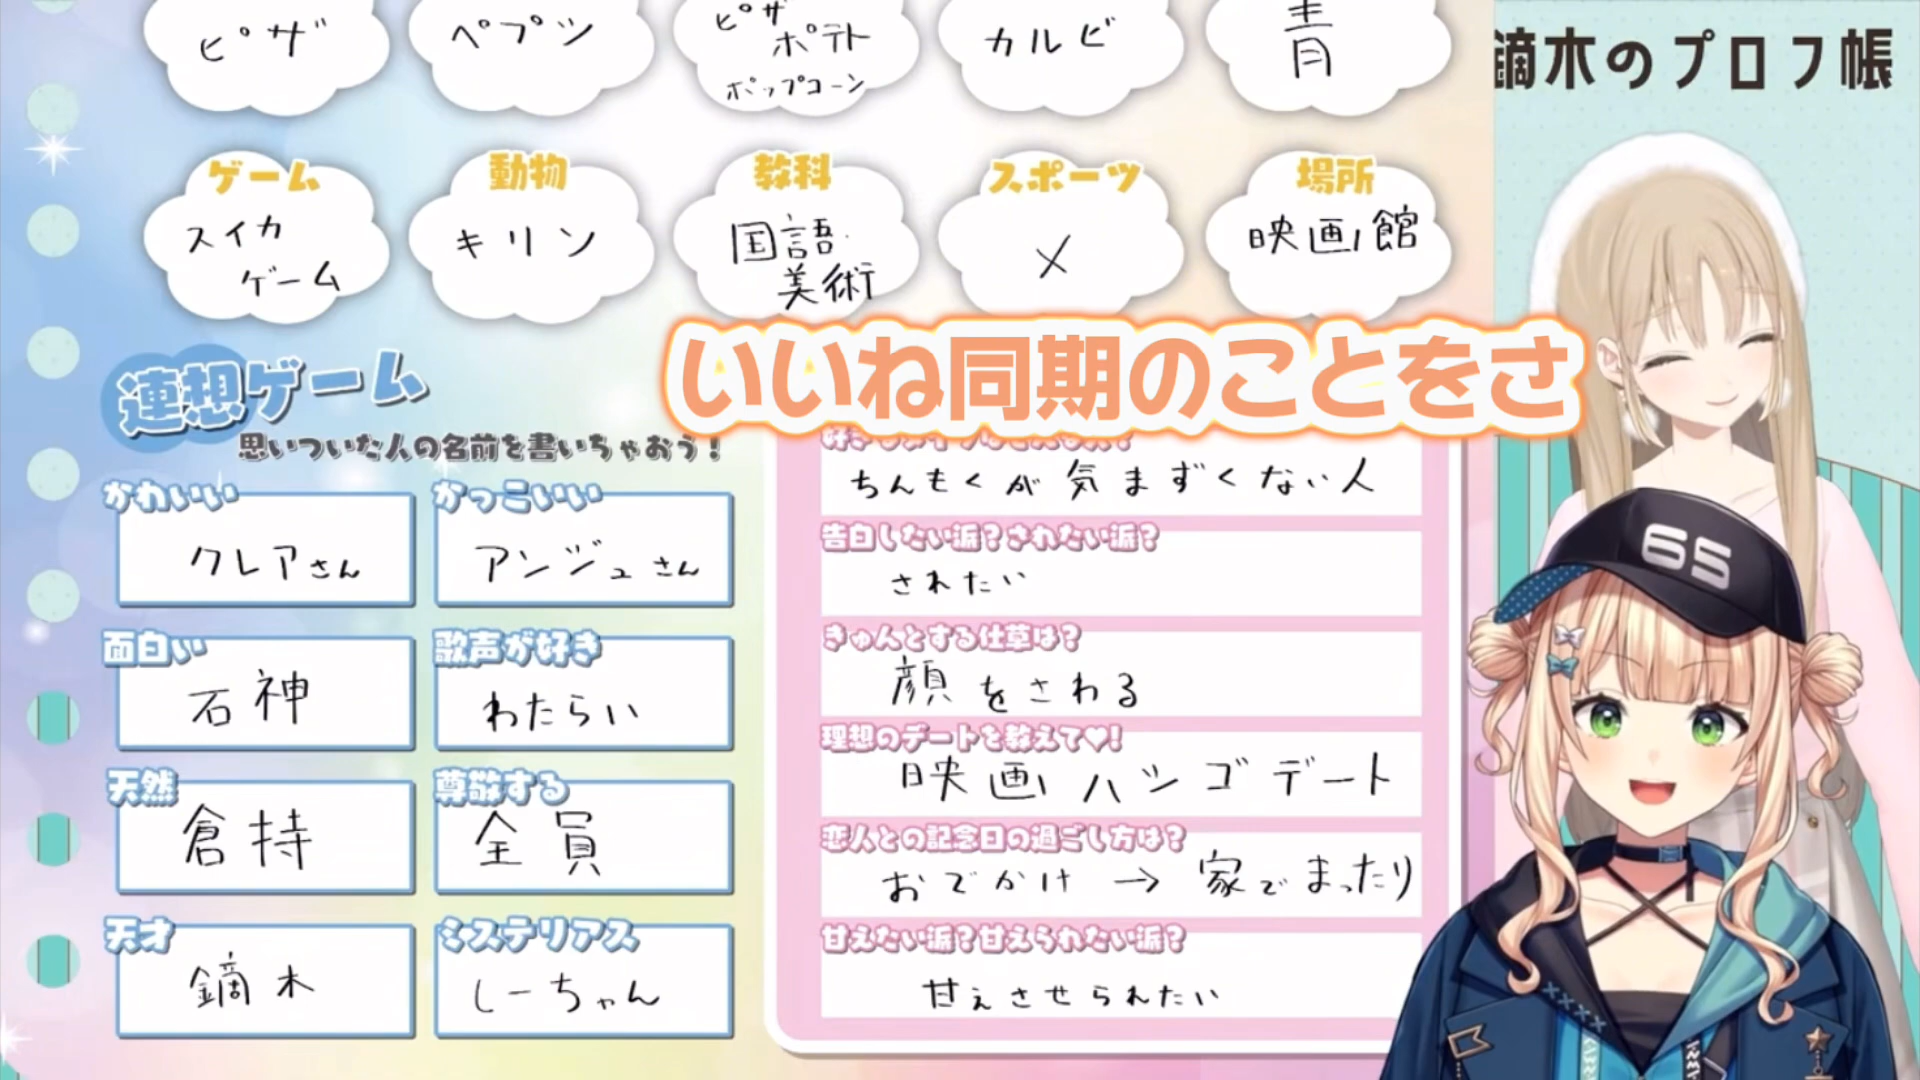 鏑木のプロフ帳
ピザ
ペプシ
ピザ
ポテト
ポップコーン
カルビ
青
ゲーム
スイカ
ゲーム
動物
キリン
教科
国語
美術
スポーツ
×
場所
映画館
いいね同期のことをさ
連想ゲーム
思いついた人の名前を書いちゃおう!
かわいい
クレアさん
かっこいい
アンジュさん
面白い
石神
歌声が好き
わたらい
天然
倉持
尊敬する
全員
天才
鏑木
ミステリアス
しーちゃん
ちんもくが気まずくない人
告白したい派?されたい派?
されたい
きゅんとする仕草は?
顔をさわる
理想のデートを教えて♥!
映画ハシゴデート
恋人との記念日の過ごし方は?
おでかけ→家でまったり
甘えたい派?甘えられたい派?
甘えさせられたい
65